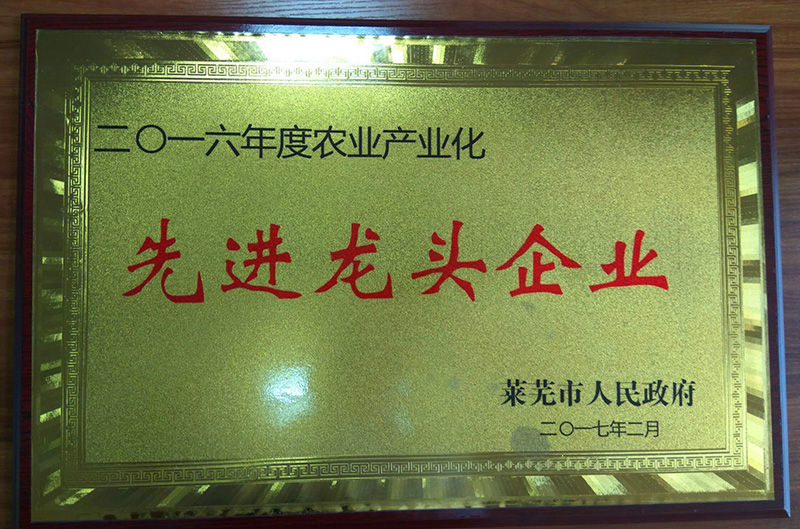 二〇一六年度农业产业化
先进龙头企业
莱芜市人民政府
二〇一七年二月